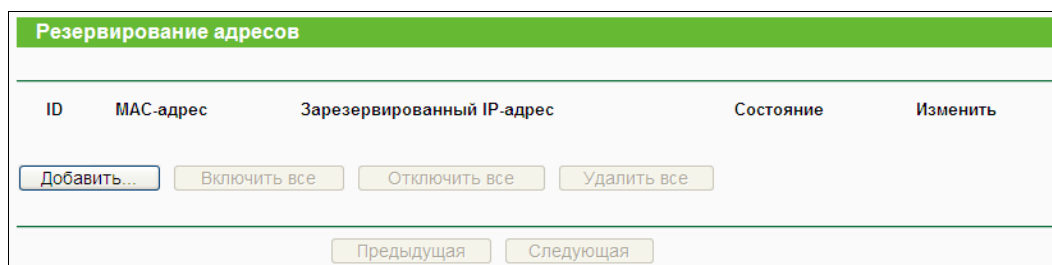 Резервирование адресов
ID MAC-адрес Зарезервированный IP-адрес Состояние Изменить
Добавить... Включить все Отключить все Удалить все
Предыдущая Следующая